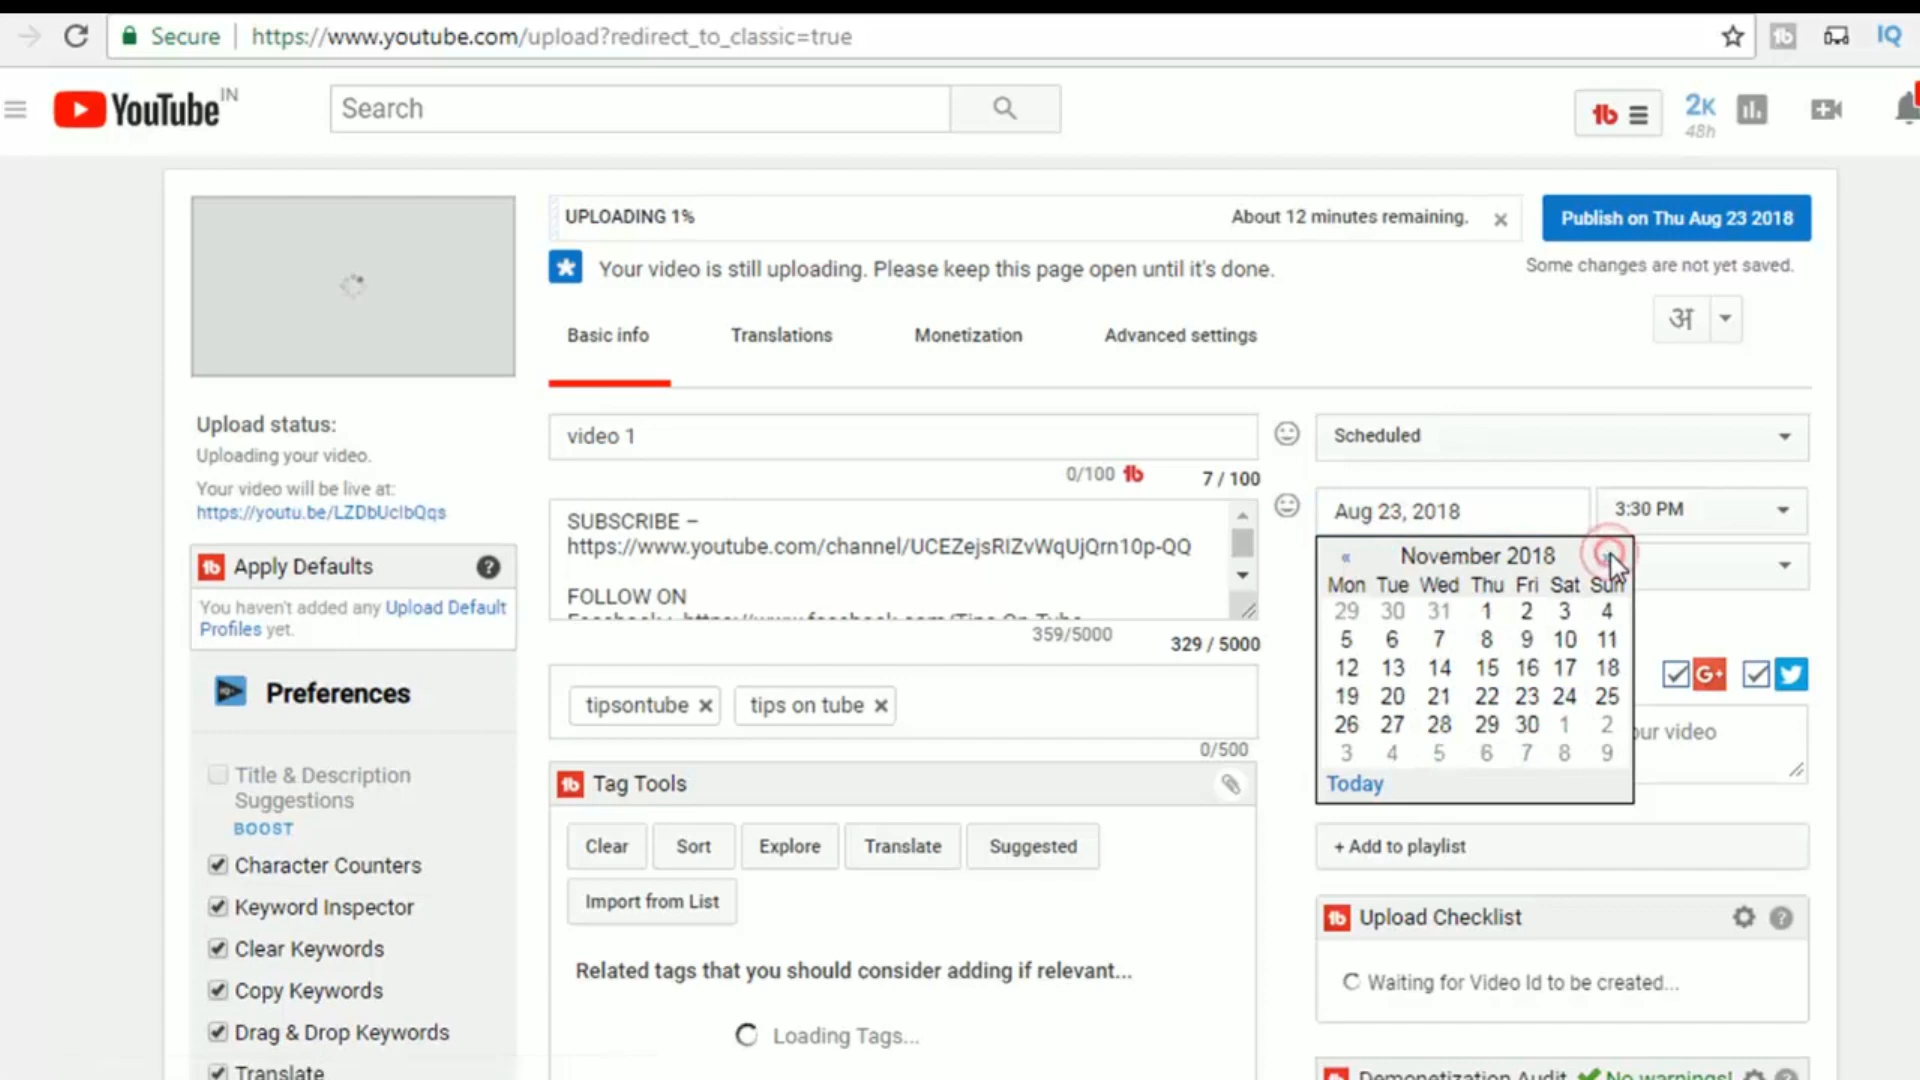 Secure | https://www.youtube.com/upload?redirect_to_classic=true
IQ
YouTube IN
Search
2K
48h
UPLOADING 1%
About 12 minutes remaining.
Publish on Thu Aug 23 2018
Your video is still uploading. Please keep this page open until it's done.
Some changes are not yet saved.
अ
Basic info
Translations
Monetization
Advanced settings
Upload status:
Uploading your video.
Your video will be live at:
https://youtu.be/LZDbUcIbQqs
video 1
0/100
7 / 100
Scheduled
SUBSCRIBE –
https://www.youtube.com/channel/UCEZejsRIZvWqUjQrn10p-QQ
FOLLOW ON
359/5000
329 / 5000
Aug 23, 2018
3:30 PM
« November 2018
Mon Tue Wed Thu Fri Sat Sun
29 30 31 1 2 3 4
5 6 7 8 9 10 11
12 13 14 15 16 17 18
19 20 21 22 23 24 25
26 27 28 29 30 1 2
3 4 5 6 7 8 9
Today
G+
our video
Apply Defaults
You haven't added any Upload Default
Profiles yet.
Preferences
Title & Description
Suggestions
BOOST
Character Counters
Keyword Inspector
Clear Keywords
Copy Keywords
Drag & Drop Keywords
Translate
tipsontube ×
tips on tube ×
0/500
Tag Tools
Clear
Sort
Explore
Translate
Suggested
Import from List
Related tags that you should consider adding if relevant...
Loading Tags...
+ Add to playlist
Upload Checklist
Waiting for Video Id to be created...
Demonetization Audit No warnings!